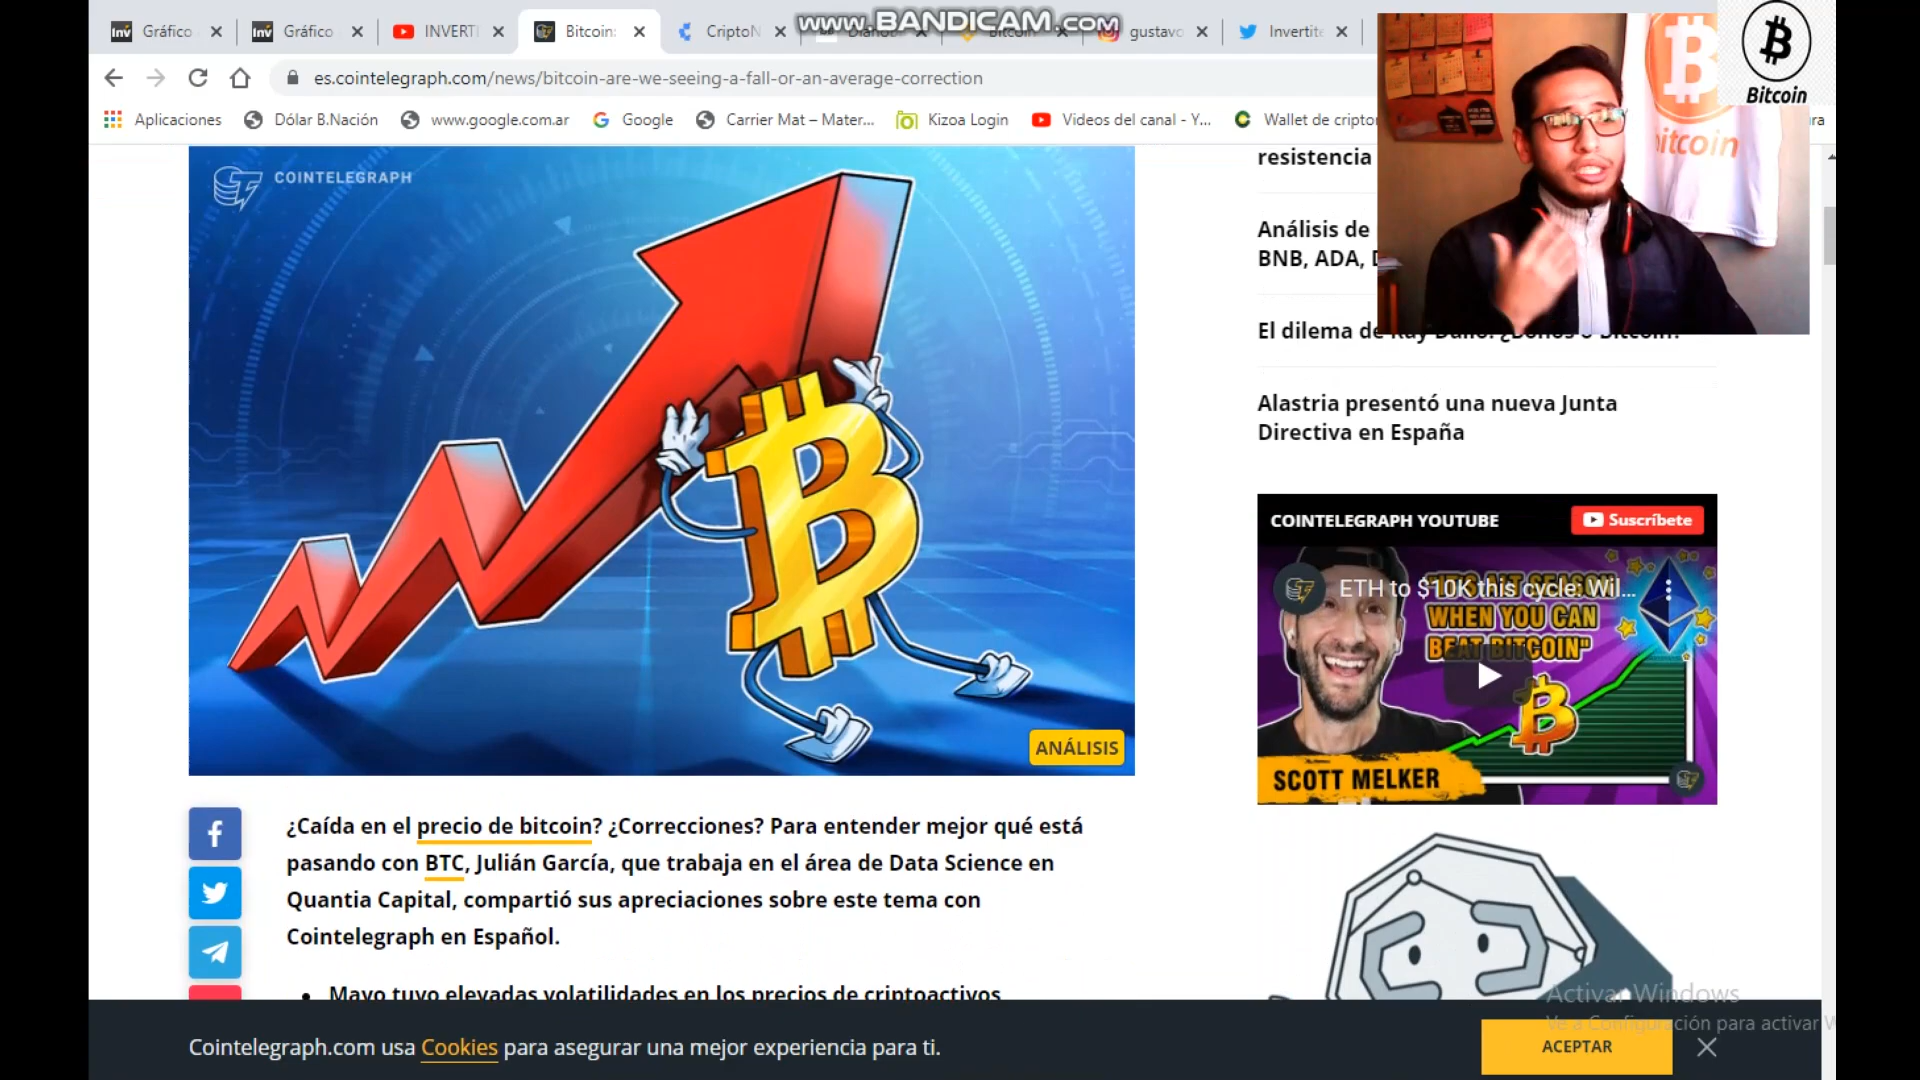 www.BANDICAM.com
Gráfico
Gráfico
INVERTI
Bitcoin:
CriptoN
Bitcoin
gustavo
Invertite
es.cointelegraph.com/news/bitcoin-are-we-seeing-a-fall-or-an-average-correction
Aplicaciones
Dólar B.Nación
www.google.com.ar
Google
Carrier Mat – Mater...
Kizoa Login
Videos del canal - Y...
Wallet de cripto
Bitcoin
bitcoin
COINTELEGRAPH
ANÁLISIS
resistencia
Análisis de
BNB, ADA,
El dilema de Ray Dalio: ¿Bonos o Bitcoin?
Alastria presentó una nueva Junta
Directiva en España
COINTELEGRAPH YOUTUBE
Suscríbete
ETH to $10K this cycle: Wil...
WHEN YOU CAN
BEAT BITCOIN"
SCOTT MELKER
¿Caída en el precio de bitcoin? ¿Correcciones? Para entender mejor qué está
pasando con BTC, Julián García, que trabaja en el área de Data Science en
Quantia Capital, compartió sus apreciaciones sobre este tema con
Cointelegraph en Español.
Mayo tuvo elevadas volatilidades en los precios de criptoactivos
Activar Windows
Ve a Configuración para activar
Cointelegraph.com usa Cookies para asegurar una mejor experiencia para ti.
ACEPTAR